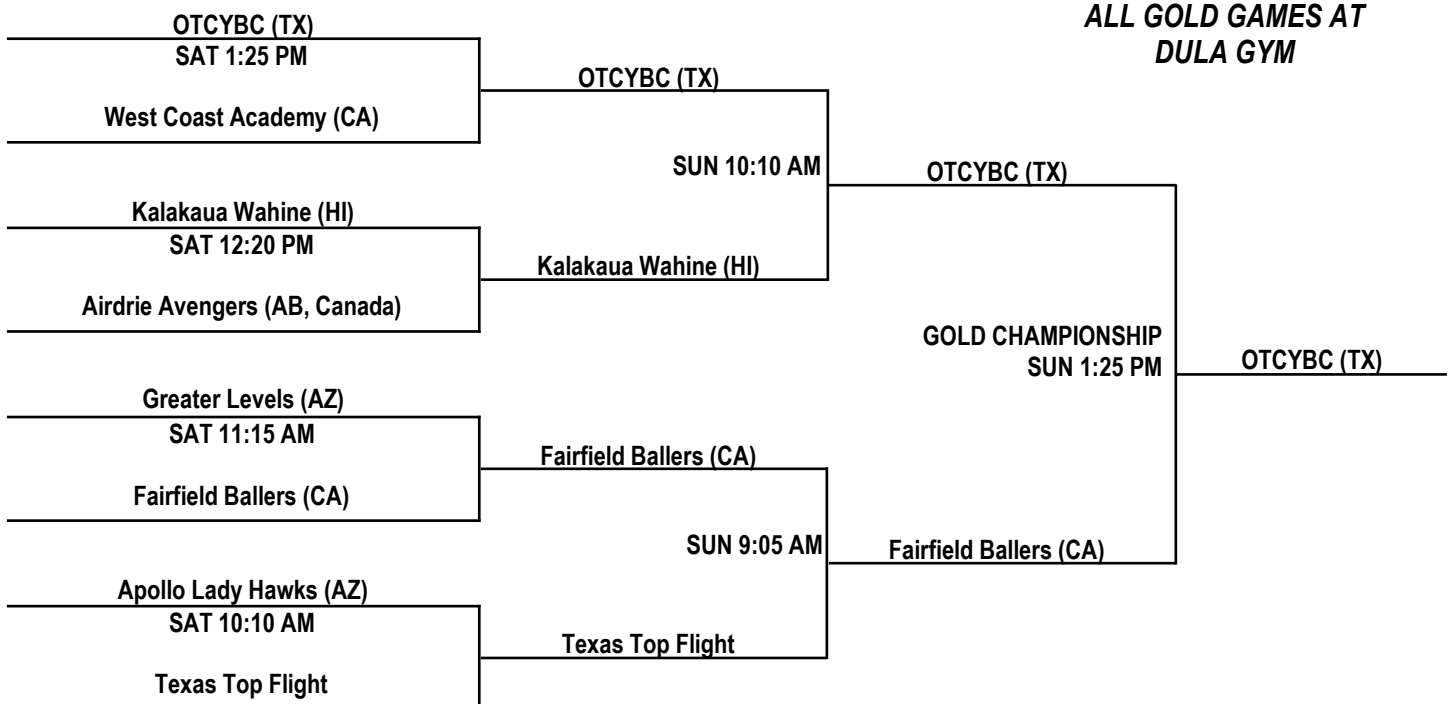 ALL GOLD GAMES AT
DULA GYM
OTCYBC (TX)
SAT 1:25 PM
West Coast Academy (CA)
Kalakaua Wahine (HI)
SAT 12:20 PM
Airdrie Avengers (AB, Canada)
Greater Levels (AZ)
SAT 11:15 AM
Fairfield Ballers (CA)
Apollo Lady Hawks (AZ)
SAT 10:10 AM
Texas Top Flight
OTCYBC (TX)
SUN 10:10 AM
Kalakaua Wahine (HI)
Fairfield Ballers (CA)
SUN 9:05 AM
Texas Top Flight
OTCYBC (TX)
GOLD CHAMPIONSHIP
SUN 1:25 PM
Fairfield Ballers (CA)
OTCYBC (TX)